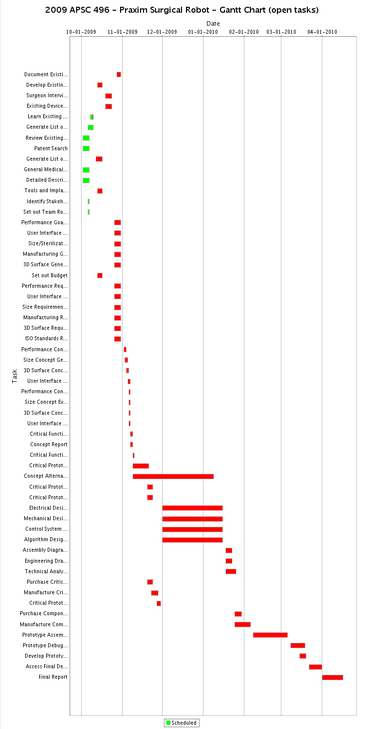 2009 APSC 496 - Praxim Surgical Robot - Gantt Chart (open tasks)
Date
10-01-2009 11-01-2009 12-01-2009 01-01-2010 02-01-2010 03-01-2010 04-01-2010
Task
Document Existi...
Develop Existin...
Surgeon Intervi...
Existing Device...
Learn Existing ...
Generate List o...
Review Existing...
Patent Search
Generate List o...
General Medical...
Detailed Descri...
Tools and Impla...
Identify Stakeh...
Set out Team Ro...
Performance Goa...
User Interface ...
Size/Sterilizat...
Manufacturing G...
3D Surface Gene...
Set out Budget
Performance Req...
User Interface ...
Size Requiremen...
Manufacturing R...
3D Surface Requ...
ISO Standards R...
Performance Con...
Size Concept Ge...
3D Surface Conc...
User Interface ...
Performance Con...
Size Concept Ev...
3D Surface Conc...
User Interface ...
Critical Functi...
Concept Report
Critical Functi...
Critical Protot...
Concept Alterna...
Critical Protot...
Critical Protot...
Electrical Desi...
Mechanical Desi...
Control System ...
Algorithm Desig...
Assembly Diagra...
Engineering Dra...
Technical Analy...
Purchase Critic...
Manufacture Cri...
Critical Protot...
Purchase Compon...
Manufacture Com...
Prototype Assem...
Prototype Debug...
Develop Prototy...
Access Final De...
Final Report
Scheduled